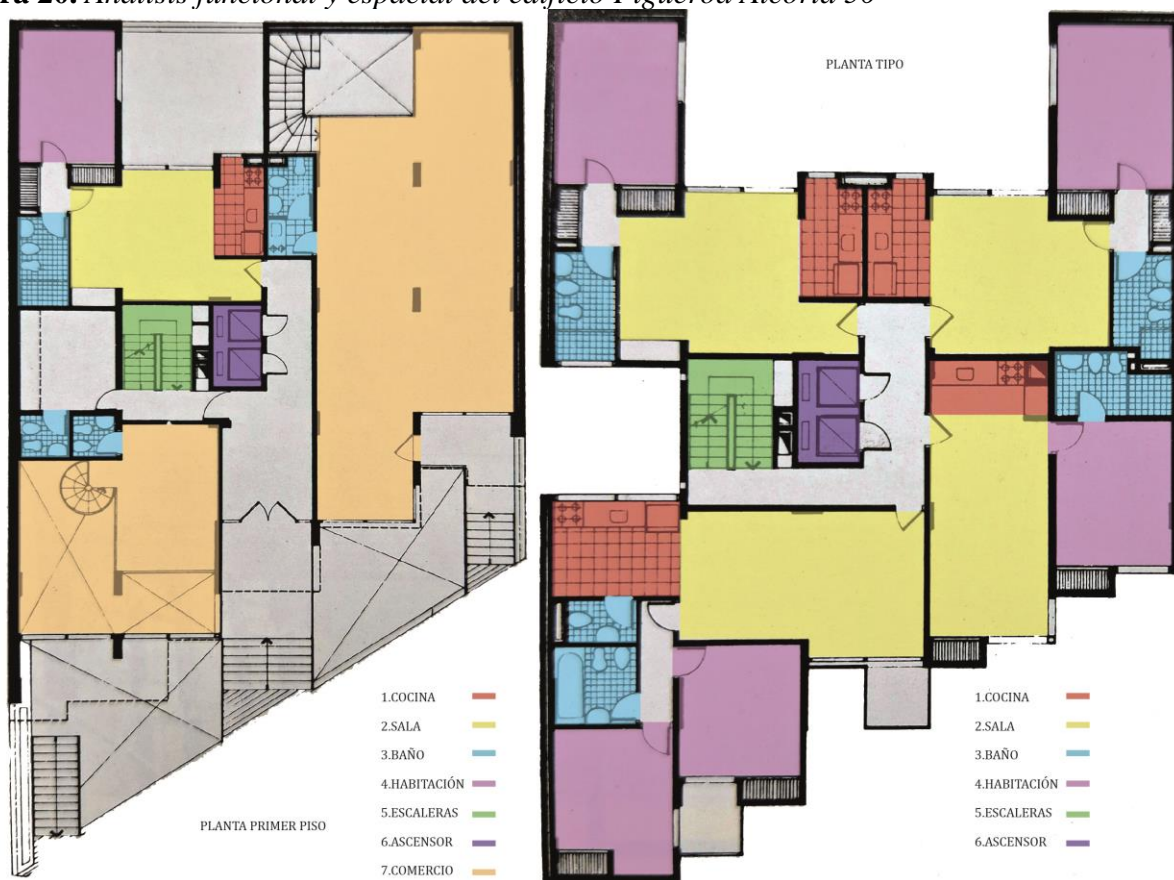 Análisis funcional y espacial del edificio Figueroa Alcorta
PLANTA PRIMER PISO
1.COCINA
2.SALA
3.BAÑO
4.HABITACIÓN
5.ESCALERAS
6.ASCENSOR
7.COMERCIO
PLANTA TIPO
1.COCINA
2.SALA
3.BAÑO
4.HABITACIÓN
5.ESCALERAS
6.ASCENSOR